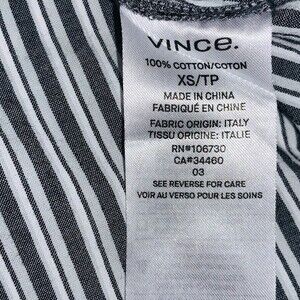 VINCE.
100% COTTON/COTON
XS/TP
MADE IN CHINA
FABRIQUÉ EN CHINE
FABRIC ORIGIN: ITALY
TISSU ORIGINE: ITALIE
RN#106730
CA#34460
03
SEE REVERSE FOR CARE
VOIR AU VERSO POUR LES SOINS